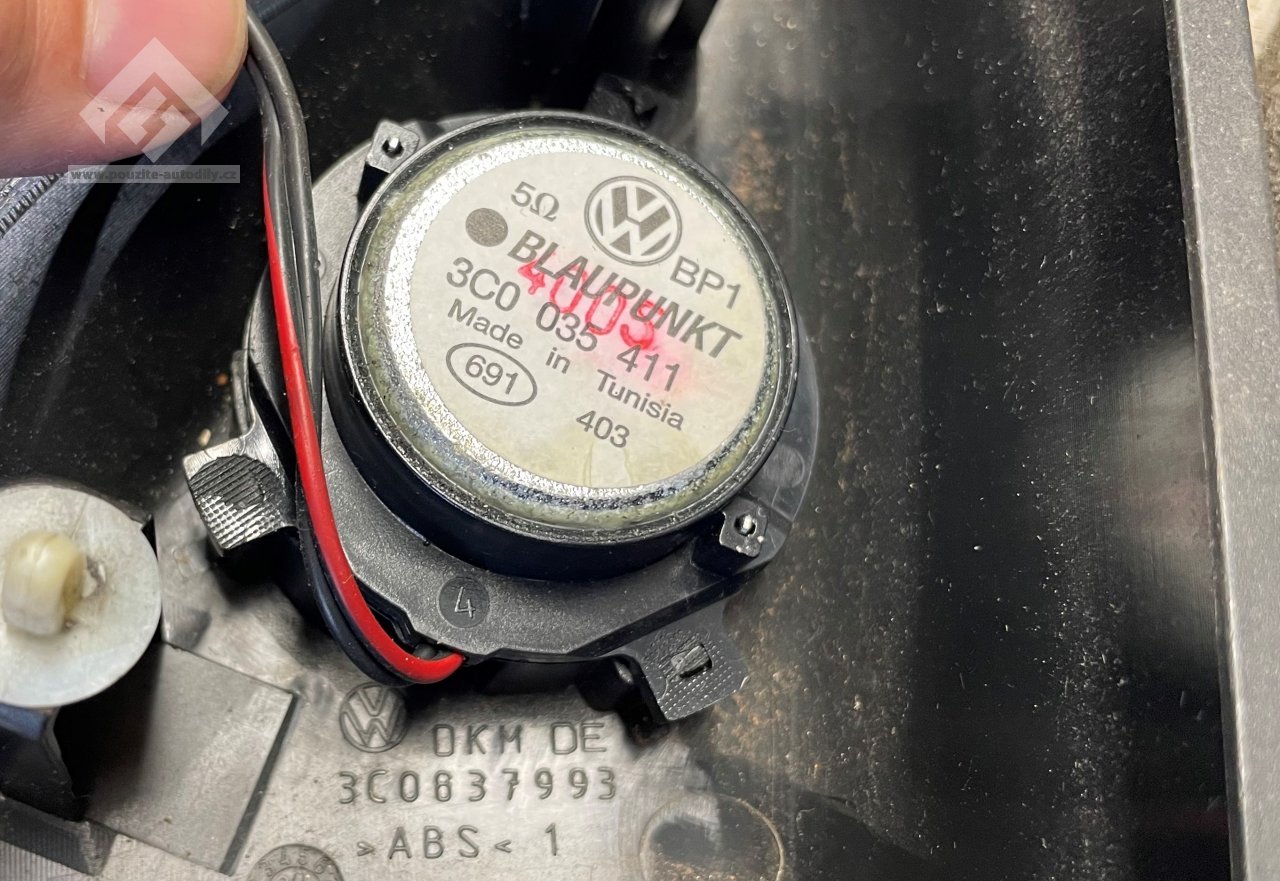 www.pouzite-autodily.cz
5Ω
BP1
BLAUPUNKT
4005
3C0 035 411
Made in Tunisia
691
403
4
DKM DE
3C0837993
>ABS< 1